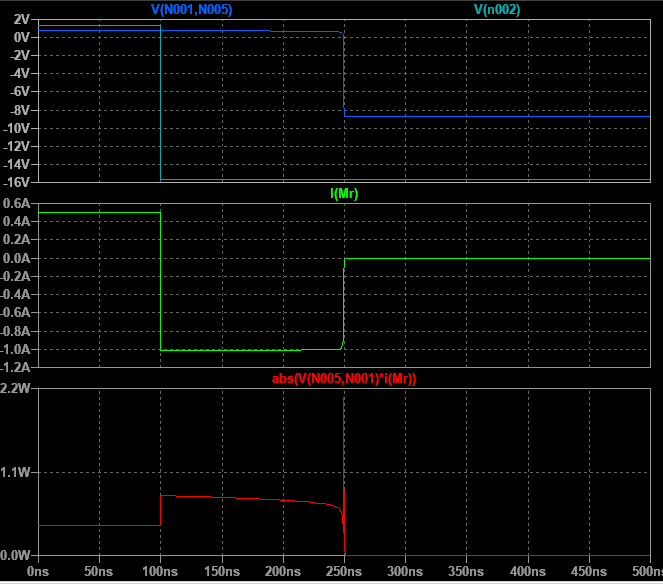 V(N001,N005) V(n002)
2V
0V
-2V
-4V
-6V
-8V
-10V
-12V
-14V
-16V
I(Mr)
0.6A
0.4A
0.2A
0.0A
-0.2A
-0.4A
-0.6A
-0.8A
-1.0A
-1.2A
abs(V(N005,N001)*i(Mr))
2.2W
1.1W
0.0W
0ns 50ns 100ns 150ns 200ns 250ns 300ns 350ns 400ns 450ns 500ns